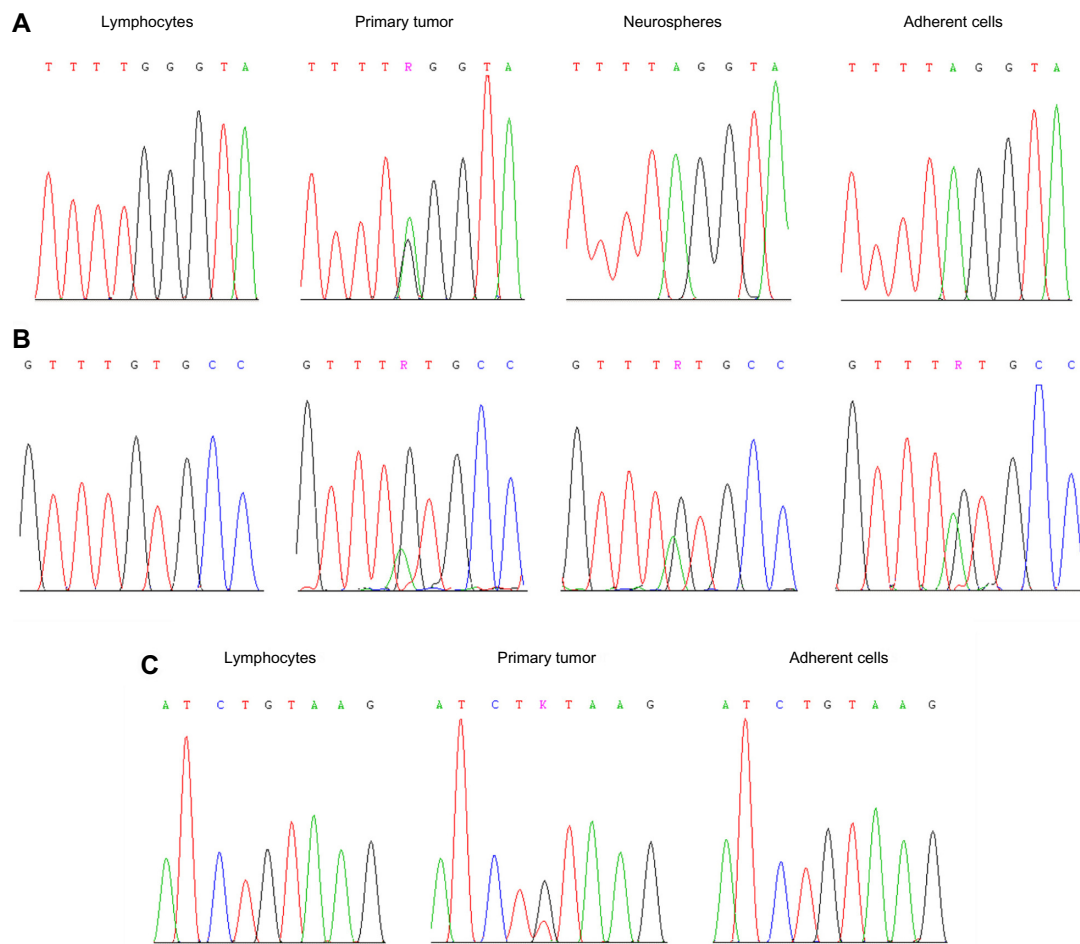 A Lymphocytes Primary tumor Neurospheres Adherent cells
T T T T G G G T A T T T T R G G T A T T T T A G G T A T T T T A G G T A
B
G T T T G T G C C G T T T R T G C C G T T T R T G C C G T T T R T G C C
C Lymphocytes Primary tumor Adherent cells
A T C T G T A A G A T C T K T A A G A T C T G T A A G